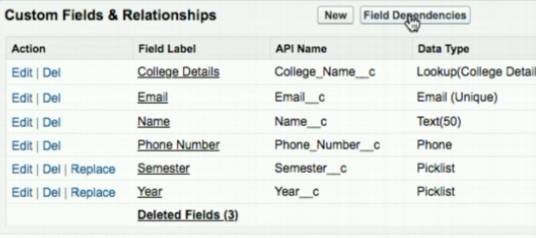 Custom Fields & Relationships New Field Dependencies
Action Field Label API Name Data Type
Edit | Del College Details College_Name__c Lookup(College Detail
Edit | Del Email Email__c Email (Unique)
Edit | Del Name Name__c Text(50)
Edit | Del Phone Number Phone_Number__c Phone
Edit | Del | Replace Semester Semester__c Picklist
Edit | Del | Replace Year Year__c Picklist
Deleted Fields (3)